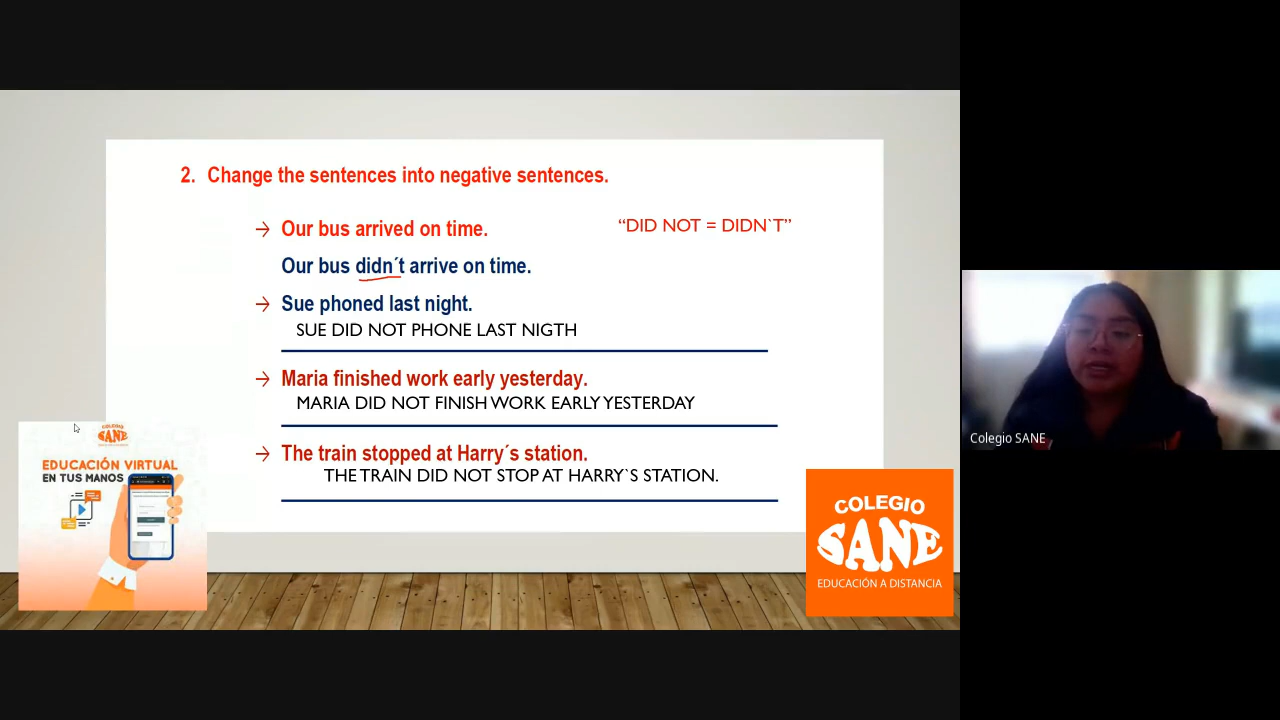 2. Change the sentences into negative sentences.
→ Our bus arrived on time.
“DID NOT = DIDN`T”
Our bus didn´t arrive on time.
→ Sue phoned last night.
SUE DID NOT PHONE LAST NIGTH
→ Maria finished work early yesterday.
MARIA DID NOT FINISH WORK EARLY YESTERDAY
→ The train stopped at Harry´s station.
THE TRAIN DID NOT STOP AT HARRY`S STATION.
COLEGIO
SANE
EDUCACIÓN VIRTUAL
EN TUS MANOS
COLEGIO
SANE
EDUCACIÓN A DISTANCIA
Colegio SANE